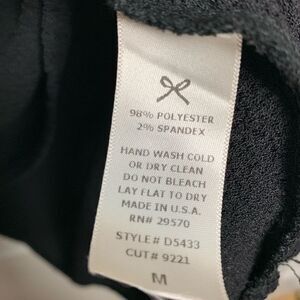 98% POLYESTER
2% SPANDEX
HAND WASH COLD
OR DRY CLEAN
DO NOT BLEACH
LAY FLAT TO DRY
MADE IN U.S.A.
RN# 29570
STYLE# D5433
CUT# 9221
M